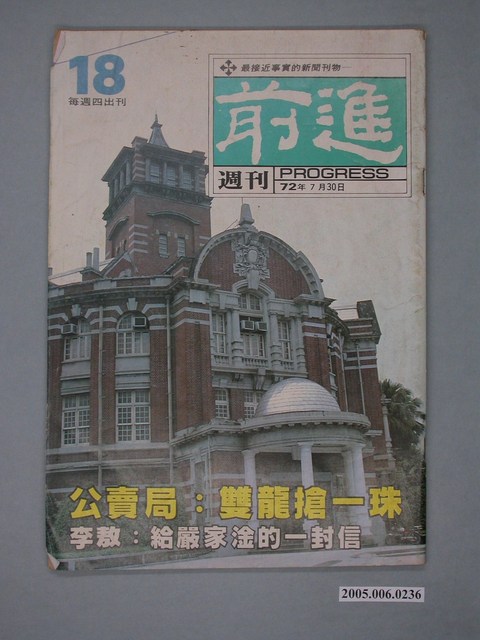 18
每週四出刊
最接近事實的新聞刊物
前進
週刊
PROGRESS
72年7月30日
公賣局：雙龍搶一珠
李敖：給嚴家淦的一封信
2005.006.0236